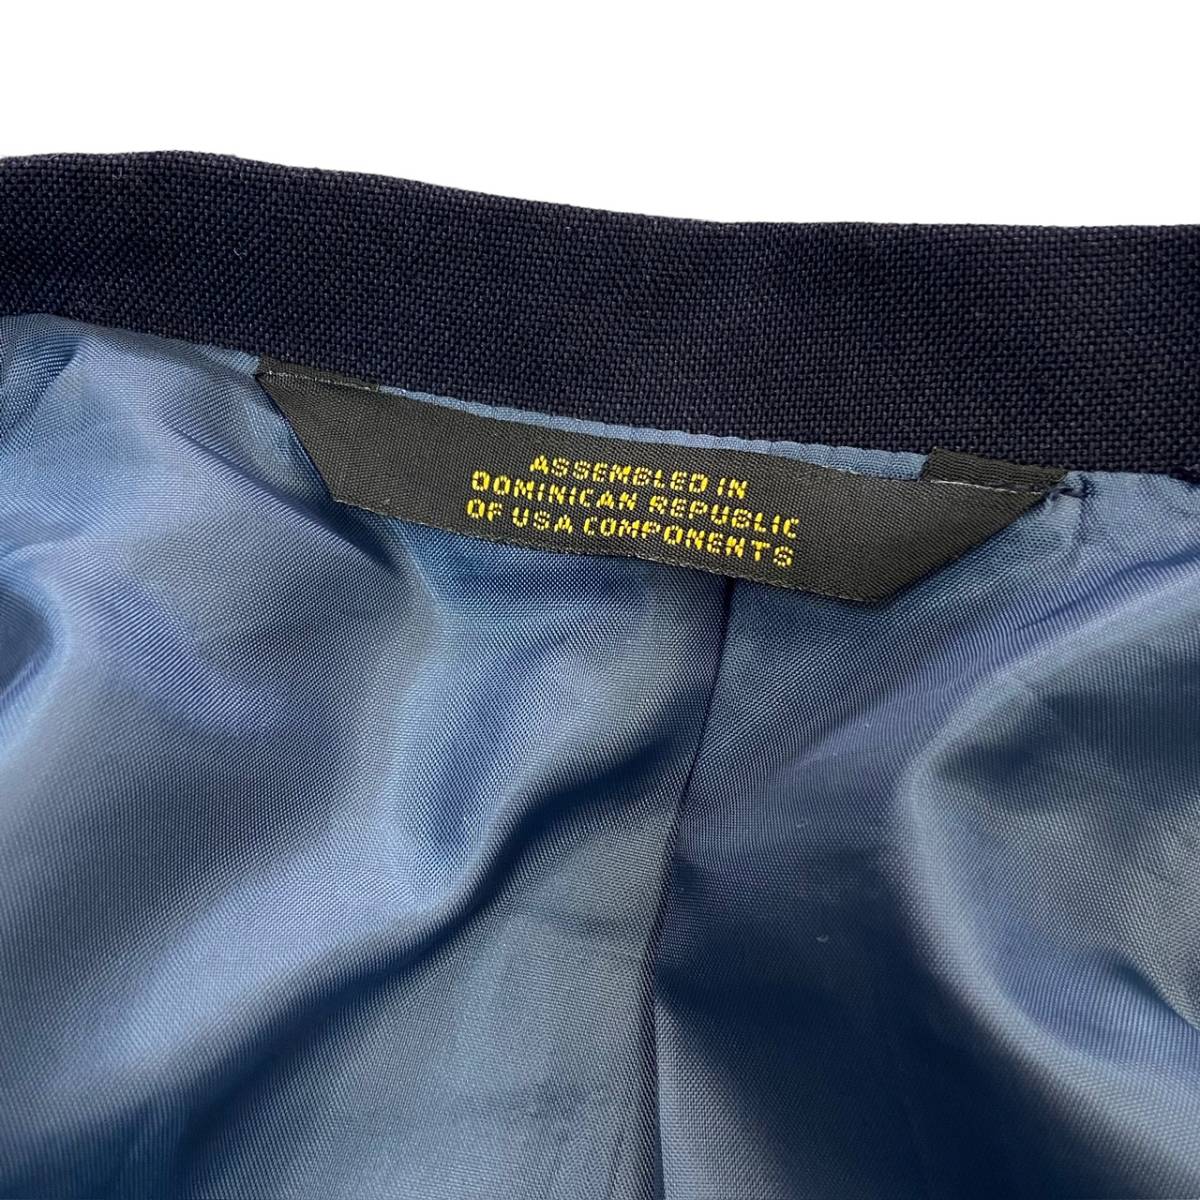 ASSEMBLED IN
DOMINICAN REPUBLIC
OF USA COMPONENTS